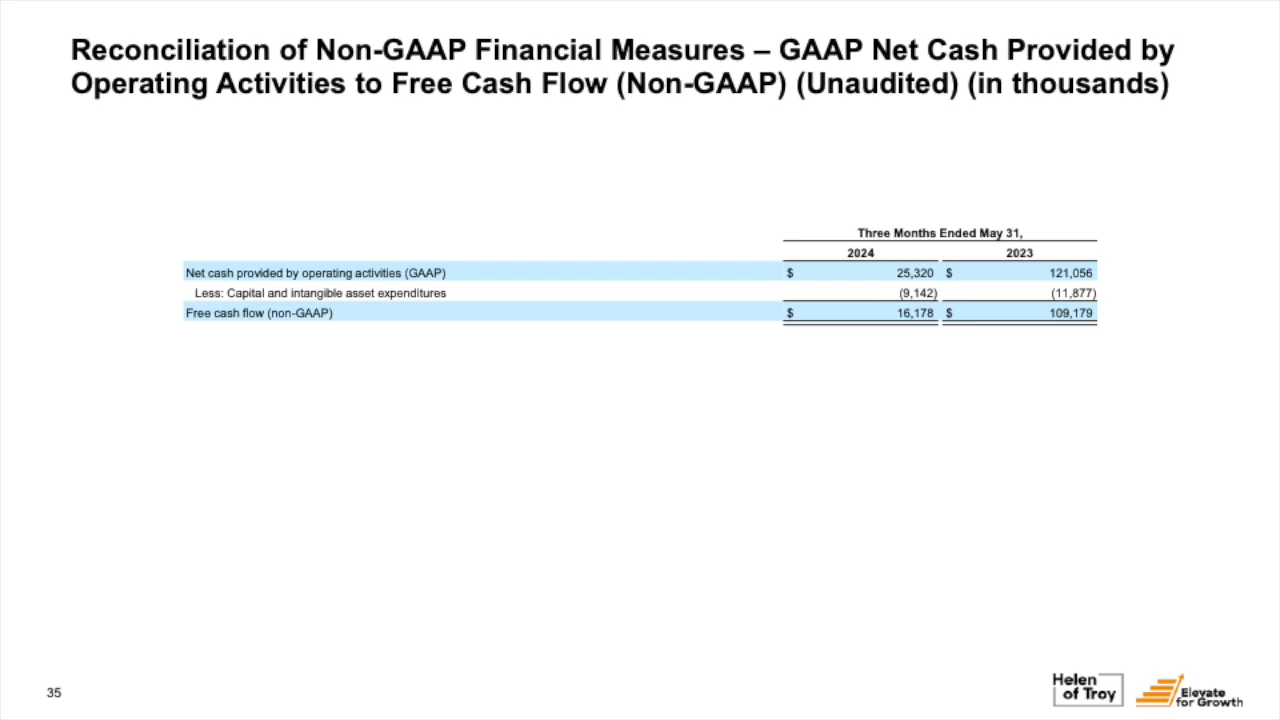 Reconciliation of Non-GAAP Financial Measures – GAAP Net Cash Provided by
Operating Activities to Free Cash Flow (Non-GAAP) (Unaudited) (in thousands)
Three Months Ended May 31,
2024 2023
Net cash provided by operating activities (GAAP) $ 25,320 $ 121,056
Less: Capital and intangible asset expenditures (9,142) (11,877)
Free cash flow (non-GAAP) $ 16,178 $ 109,179
35
Helen
of Troy
Elevate
for Growth